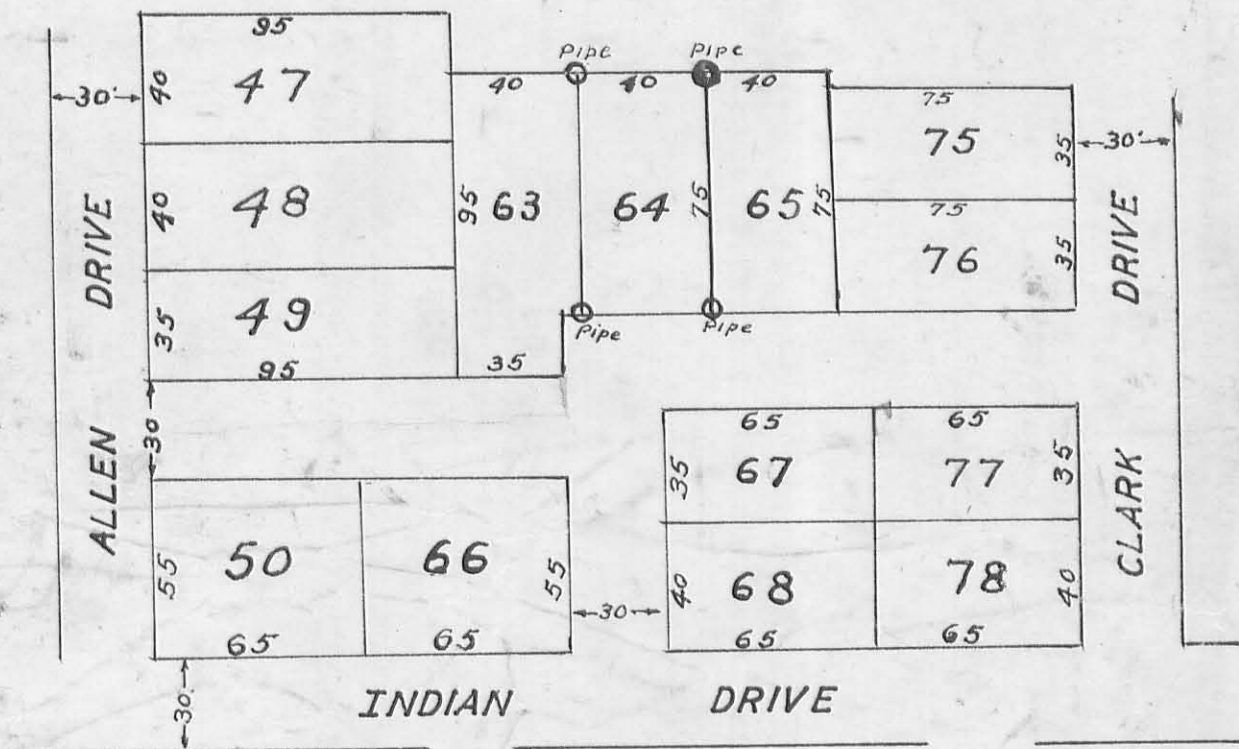 95
40 47
-30'-
40 48
35 49
95
ALLEN DRIVE
Pipe Pipe
40 40 40
95 63 64 75 65 75
Pipe Pipe
35
75
75 35
-30'-
75
76 35
CLARK DRIVE
-30-
55 50 66 55
65 65
-30-
65 65
35 67 77 35
40 68 78 40
65 65
-30-
INDIAN DRIVE